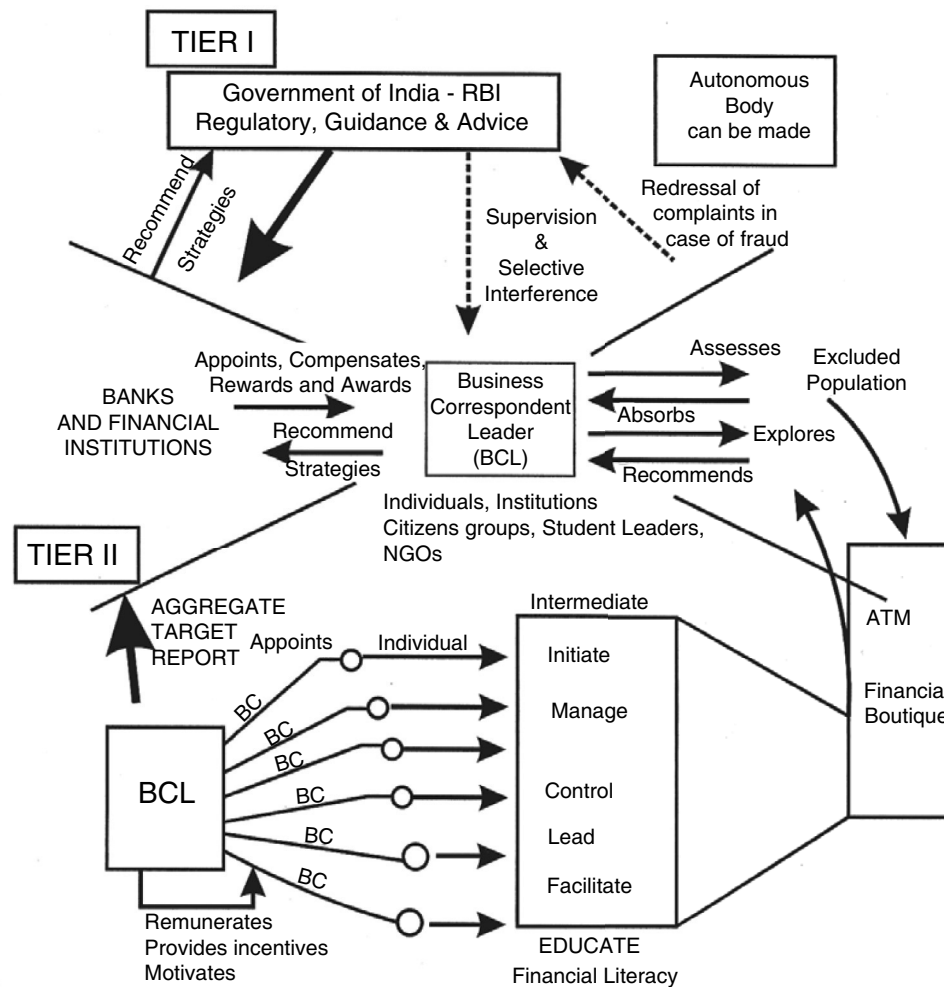 TIER I
Government of India - RBI
Regulatory, Guidance & Advice
Autonomous
Body
can be made
Recommend
Strategies
Supervision
&
Selective
Interference
Redressal of
complaints in
case of fraud
BANKS
AND FINANCIAL
INSTITUTIONS
Appoints, Compensates,
Rewards and Awards
Recommend
Strategies
Business
Correspondent
Leader
(BCL)
Assesses
Absorbs
Explores
Recommends
Excluded
Population
Individuals, Institutions
Citizens groups, Student Leaders,
NGOs
TIER II
AGGREGATE
TARGET
REPORT
Appoints
Individual
BC
BC
BC
BC
BC
BC
BCL
Remunerates
Provides incentives
Motivates
Intermediate
Initiate
Manage
Control
Lead
Facilitate
EDUCATE
Financial Literacy
ATM
Financial
Boutique